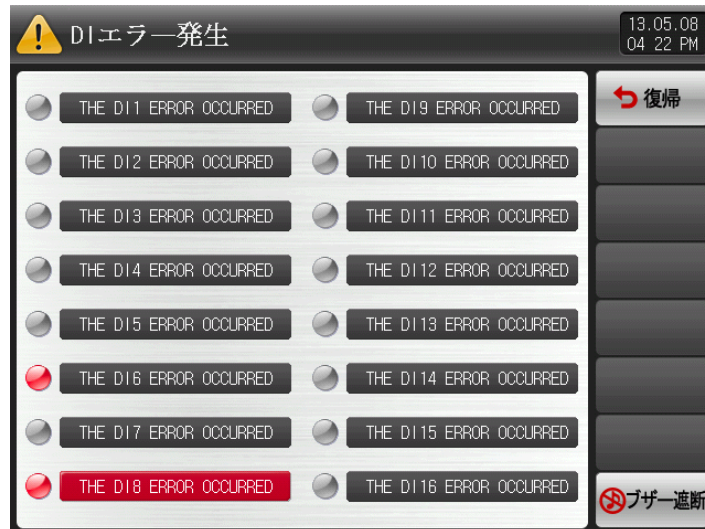 DIエラー発生
13.05.08
04 22 PM
THE DI1 ERROR OCCURRED
THE DI2 ERROR OCCURRED
THE DI3 ERROR OCCURRED
THE DI4 ERROR OCCURRED
THE DI5 ERROR OCCURRED
THE DI6 ERROR OCCURRED
THE DI7 ERROR OCCURRED
THE DI8 ERROR OCCURRED
THE DI9 ERROR OCCURRED
THE DI10 ERROR OCCURRED
THE DI11 ERROR OCCURRED
THE DI12 ERROR OCCURRED
THE DI13 ERROR OCCURRED
THE DI14 ERROR OCCURRED
THE DI15 ERROR OCCURRED
THE DI16 ERROR OCCURRED
復帰
ブザー遮断